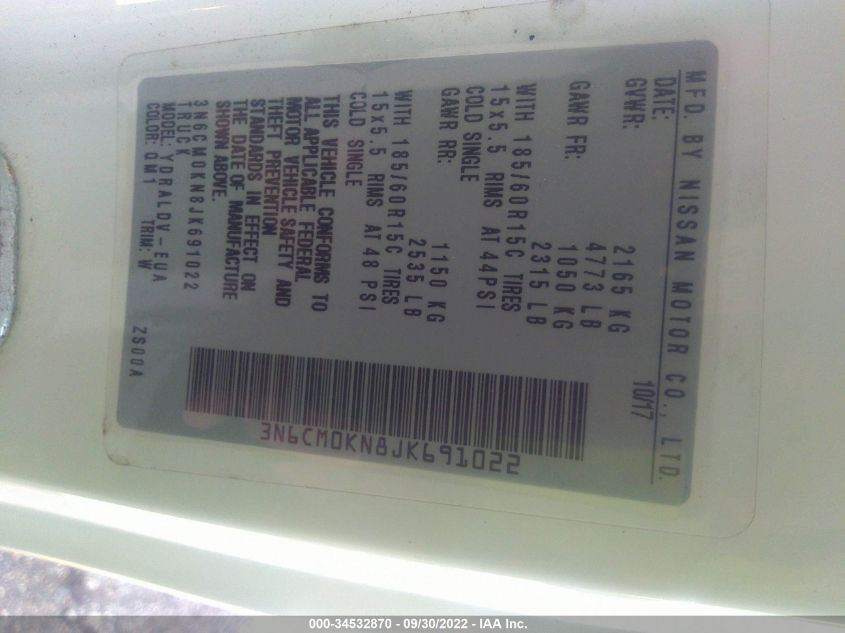 MFD. BY NISSAN MOTOR CO., LTD.
DATE: 10/17
GVWR: 2165 KG
4773 LB
GAWR FR: 1050 KG
2315 LB
WITH 185/60R15C TIRES
15x5.5 RIMS AT 44PSI
COLD SINGLE
GAWR RR: 1150 KG
2535 LB
WITH 185/60R15C TIRES
15x5.5 RIMS AT 48 PSI
COLD SINGLE
THIS VEHICLE CONFORMS TO
ALL APPLICABLE FEDERAL
MOTOR VEHICLE SAFETY AND
THEFT PREVENTION
STANDARDS IN EFFECT ON
THE DATE OF MANUFACTURE
SHOWN ABOVE.
3N6CM0KN8JK691022
TRUCK
MODEL: YDRALDV-EUA
COLOR: QM1 TRIM: W ZS00A
3N6CM0KN8JK691022
000-34532870 - 09/30/2022 - IAA Inc.